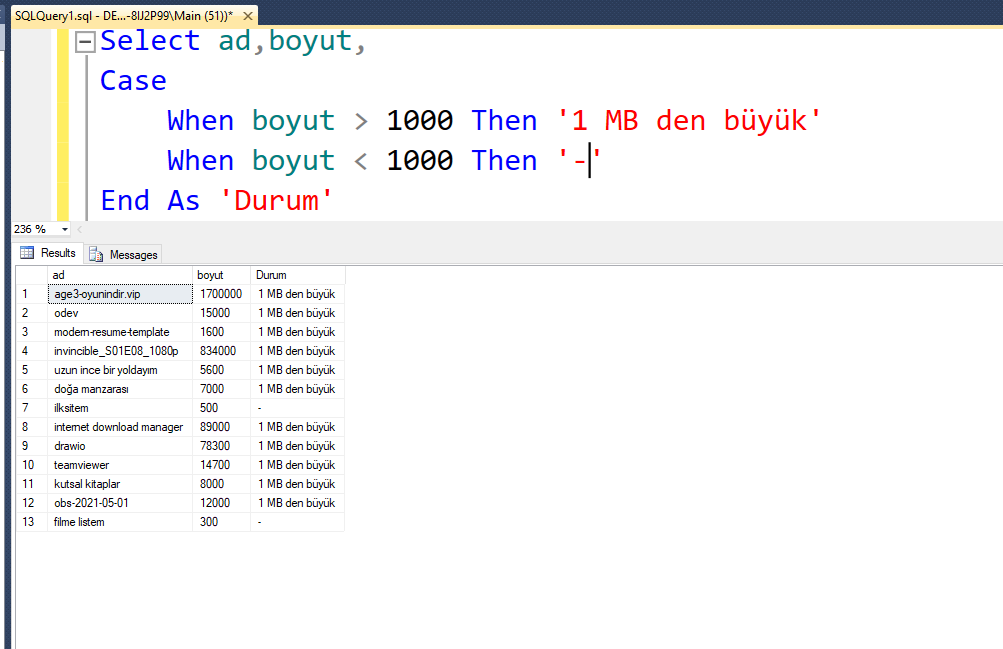 SQLQuery1.sql - DE...-8IJ2P99\Main (51))*
Select ad,boyut,
Case
When boyut > 1000 Then '1 MB den büyük'
When boyut < 1000 Then '-'
End As 'Durum'
236 %
Results Messages
ad boyut Durum
1 age3-oyunindir.vip 1700000 1 MB den büyük
2 odev 15000 1 MB den büyük
3 modern-resume-template 1600 1 MB den büyük
4 invincible_S01E08_1080p 834000 1 MB den büyük
5 uzun ince bir yoldayım 5600 1 MB den büyük
6 doğa manzarası 7000 1 MB den büyük
7 ilksitem 500 -
8 internet download manager 89000 1 MB den büyük
9 drawio 78300 1 MB den büyük
10 teamviewer 14700 1 MB den büyük
11 kutsal kitaplar 8000 1 MB den büyük
12 obs-2021-05-01 12000 1 MB den büyük
13 filme listem 300 -